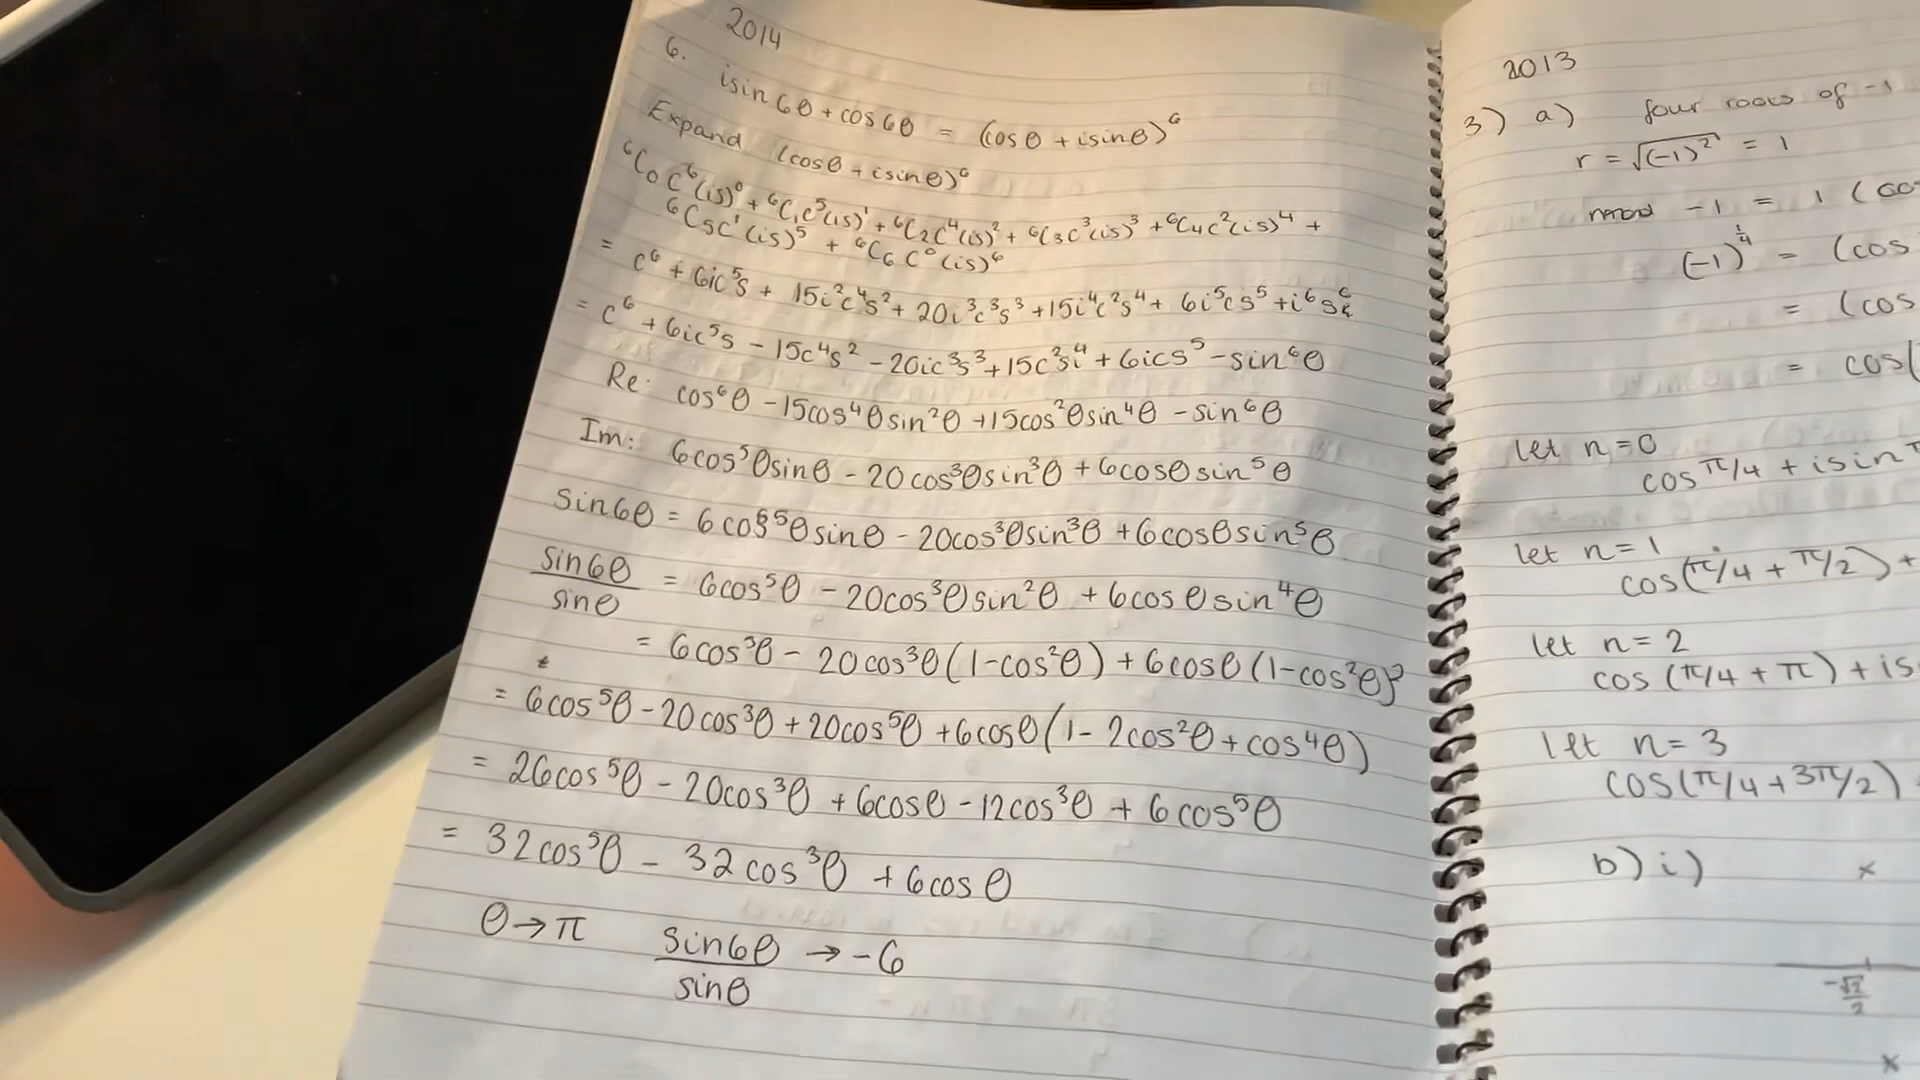 2014
6. isin6θ + cos6θ = (cosθ + isinθ)⁶
Expand (cosθ + isinθ)⁶
⁶C₀c⁶(is)⁰ + ⁶C₁c⁵(is)¹ + ⁶C₂c⁴(is)² + ⁶C₃c³(is)³ + ⁶C₄c²(is)⁴ +
⁶C₅c¹(is)⁵ + ⁶C₆c⁰(is)⁶
= c⁶ + 6ic⁵s + 15i²c⁴s² + 20i³c³s³ + 15i⁴c²s⁴ + 6i⁵cs⁵ + i⁶s⁶
= c⁶ + 6ic⁵s - 15c⁴s² - 20ic³s³ + 15c²s⁴ + 6ics⁵ - sin⁶θ
Re: cos⁶θ - 15cos⁴θsin²θ + 15cos²θsin⁴θ - sin⁶θ
Im: 6cos⁵θsinθ - 20cos³θsin³θ + 6cosθsin⁵θ
sin6θ = 6cos⁵θsinθ - 20cos³θsin³θ + 6cosθsin⁵θ
sin6θ/sinθ = 6cos⁵θ - 20cos³θsin²θ + 6cosθsin⁴θ
= 6cos⁵θ - 20cos³θ(1-cos²θ) + 6cosθ(1-cos²θ)²
= 6cos⁵θ - 20cos³θ + 20cos⁵θ + 6cosθ(1 - 2cos²θ + cos⁴θ)
= 26cos⁵θ - 20cos³θ + 6cosθ - 12cos³θ + 6cos⁵θ
= 32cos⁵θ - 32cos³θ + 6cosθ
θ → π sin6θ/sinθ → -6
2013
3) a) four roots of -1
r = √(-1)² = 1
-1 = 1 (co
(-1)^¼ = (cos
= (cos
= cos(
let n=0
cos π/4 + isin π
let n=1
cos(π/4 + π/2) +
let n=2
cos (π/4 + π) + is
let n=3
cos(π/4 + 3π/2)
b) i) x
-√2/2
x